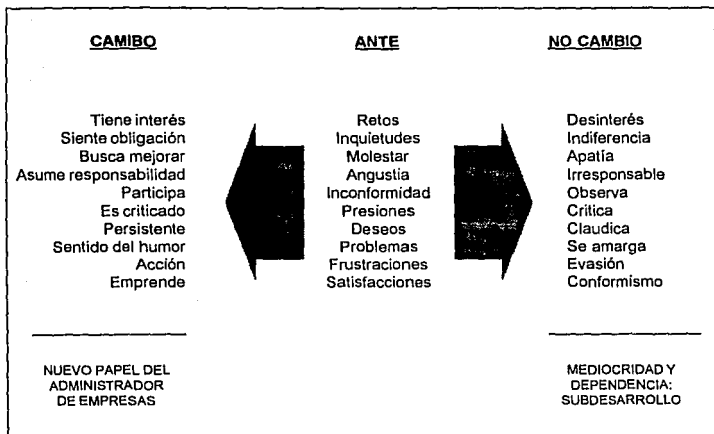 CAMIBO
ANTE
NO CAMBIO
Tiene interés
Siente obligación
Busca mejorar
Asume responsabilidad
Participa
Es criticado
Persistente
Sentido del humor
Acción
Emprende
Retos
Inquietudes
Molestar
Angustia
Inconformidad
Presiones
Deseos
Problemas
Frustraciones
Satisfacciones
Desinterés
Indiferencia
Apatía
Irresponsable
Observa
Critica
Claudica
Se amarga
Evasión
Conformismo
NUEVO PAPEL DEL
ADMINISTRADOR
DE EMPRESAS
MEDIOCRIDAD Y
DEPENDENCIA:
SUBDESARROLLO